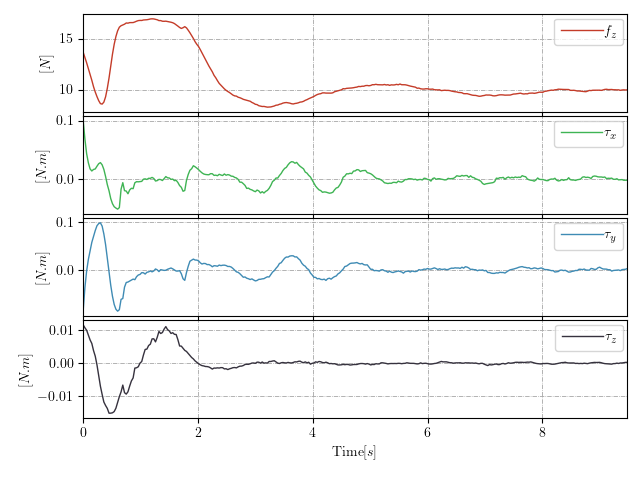 f_z
15
10
[N]
τ_x
0.1
0.0
[N.m]
τ_y
0.1
0.0
[N.m]
τ_z
0.01
0.00
−0.01
[N.m]
0 2 4 6 8
Time[s]